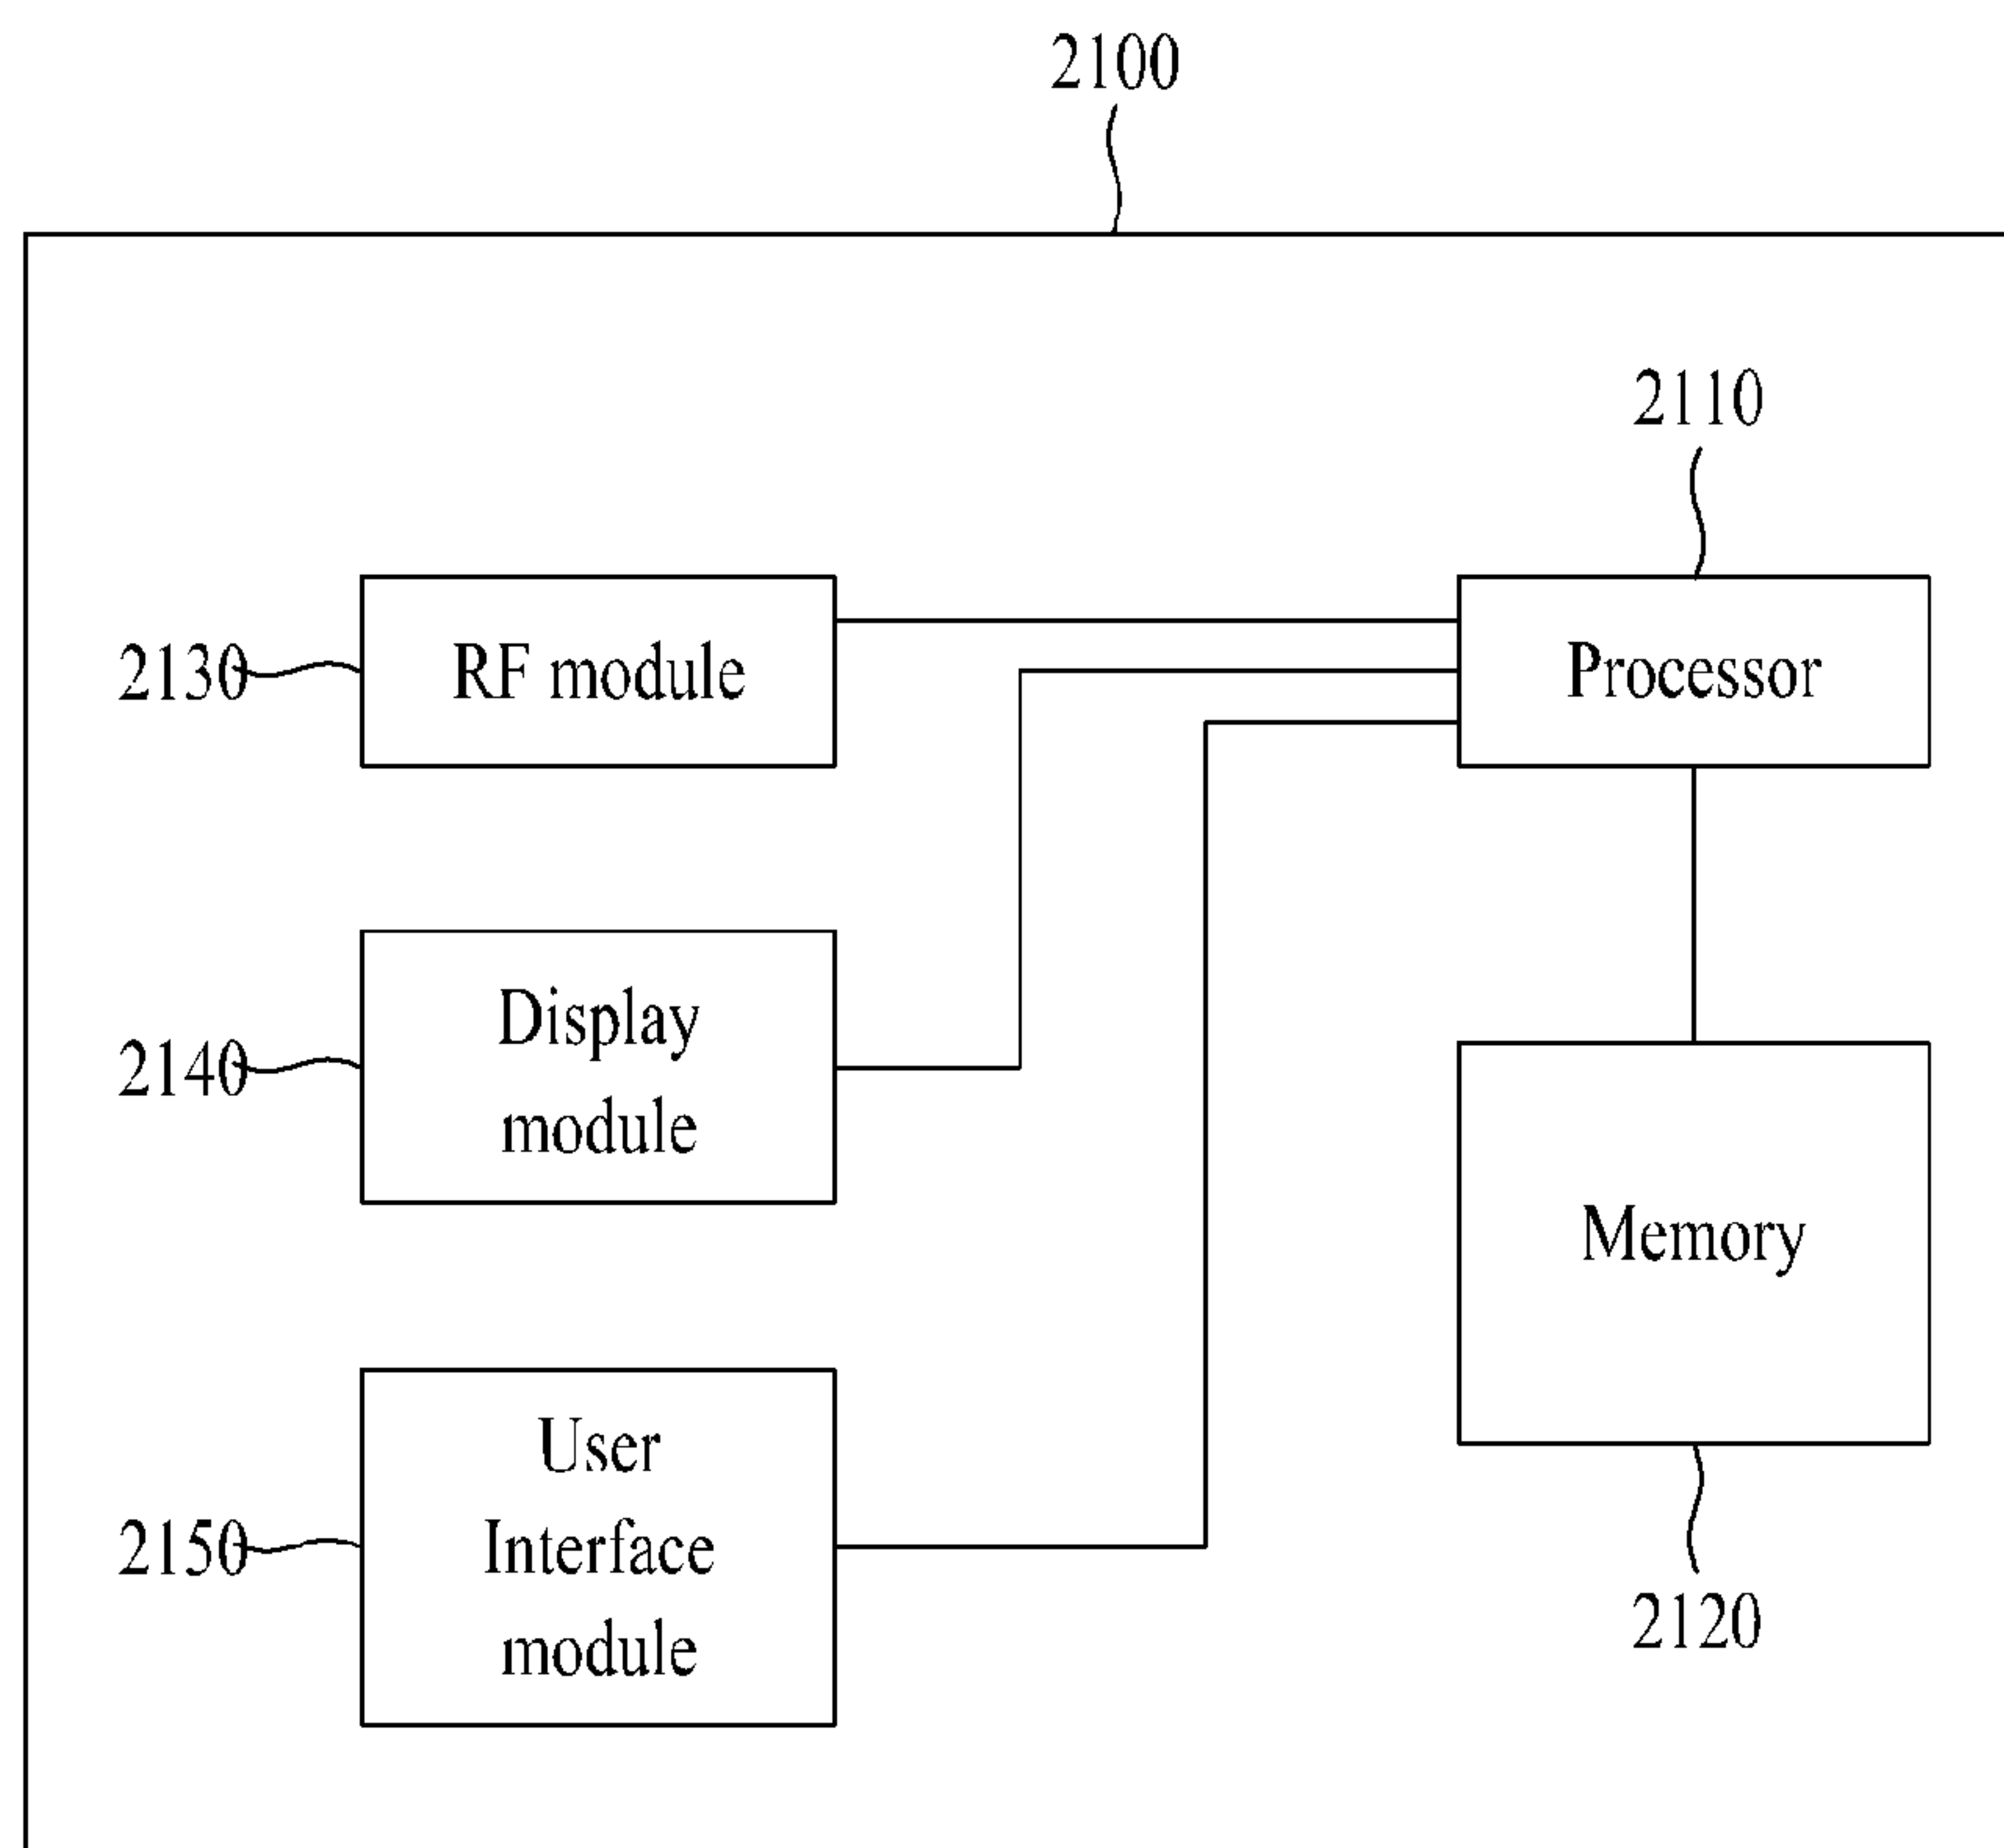 2100
2110
2130
RF module
Processor
2140
Display
module
Memory
2150
User
Interface
module
2120